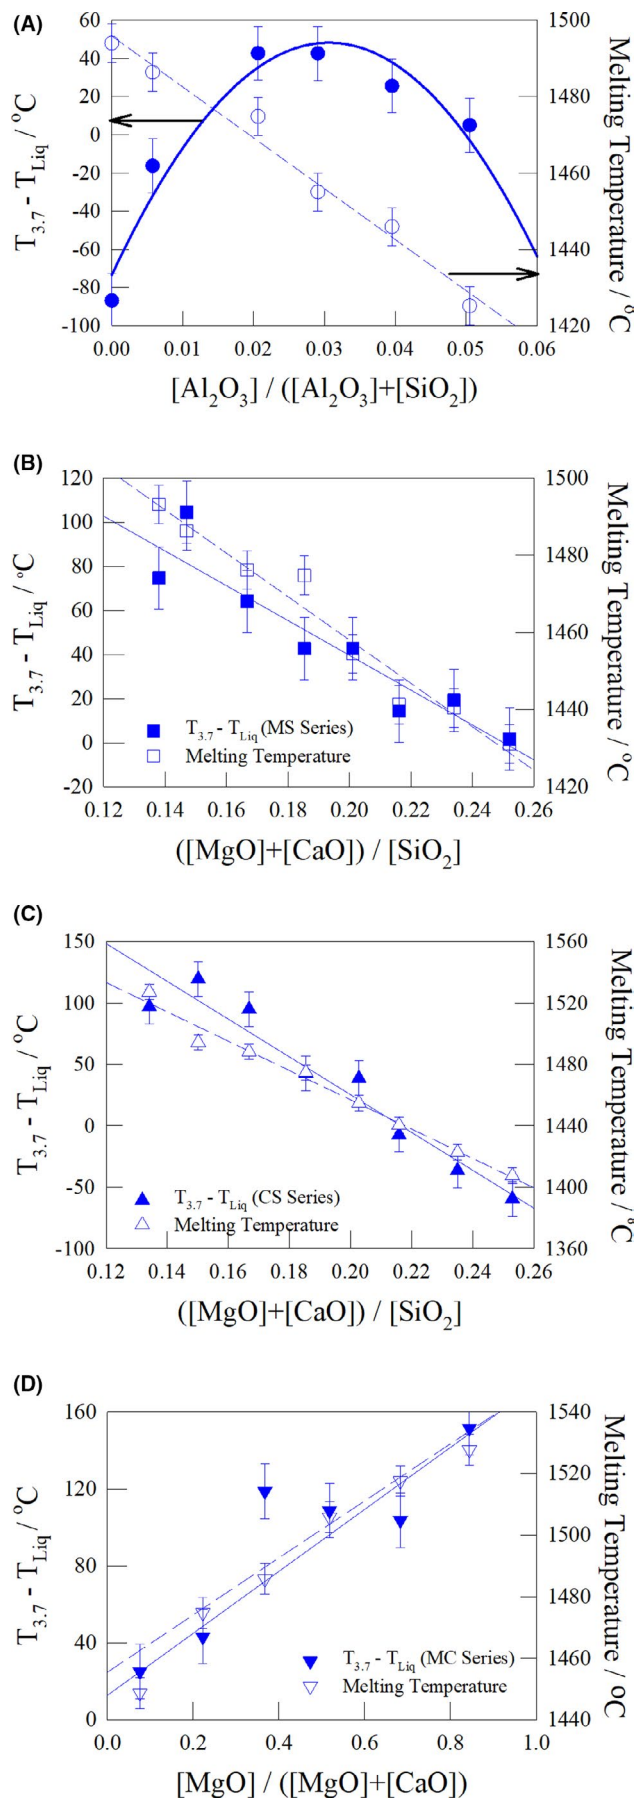 (A)
60
40
20
0
-20
-40
-60
-80
-100
T3.7 - TLiq / °C
1500
1480
1460
1440
1420
Melting Temperature / °C
0.00 0.01 0.02 0.03 0.04 0.05 0.06
[Al2O3] / ([Al2O3]+[SiO2])
(B)
120
100
80
60
40
20
0
-20
T3.7 - TLiq / °C
1500
1480
1460
1440
1420
Melting Temperature / °C
T3.7 - TLiq (MS Series)
Melting Temperature
0.12 0.14 0.16 0.18 0.20 0.22 0.24 0.26
([MgO]+[CaO]) / [SiO2]
(C)
150
100
50
0
-50
-100
T3.7 - TLiq / °C
1560
1520
1480
1440
1400
1360
Melting Temperature / °C
T3.7 - TLiq (CS Series)
Melting Temperature
0.12 0.14 0.16 0.18 0.20 0.22 0.24 0.26
([MgO]+[CaO]) / [SiO2]
(D)
160
120
80
40
0
T3.7 - TLiq / °C
1540
1520
1500
1480
1460
1440
Melting Temperature / °C
T3.7 - TLiq (MC Series)
Melting Temperature
0.0 0.2 0.4 0.6 0.8 1.0
[MgO] / ([MgO]+[CaO])